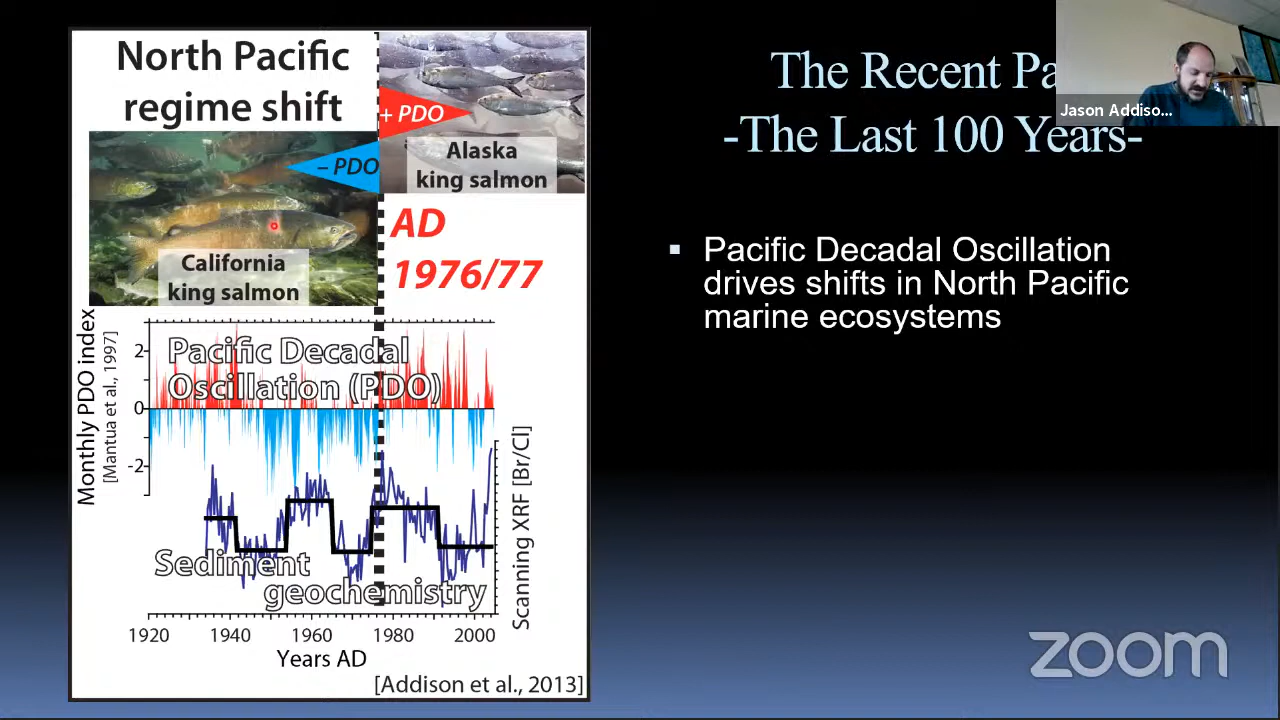 North Pacific
regime shift
+ PDO
– PDO
Alaska
king salmon
California
king salmon
AD
1976/77
Monthly PDO index
[Mantua et al., 1997]
2
0
-2
Pacific Decadal
Oscillation (PDO)
Scanning XRF [Br/Cl]
Sediment
geochemistry
1920 1940 1960 1980 2000
Years AD
[Addison et al., 2013]
The Recent Pa
-The Last 100 Years-
Jason Addiso...
▪ Pacific Decadal Oscillation
drives shifts in North Pacific
marine ecosystems
zoom